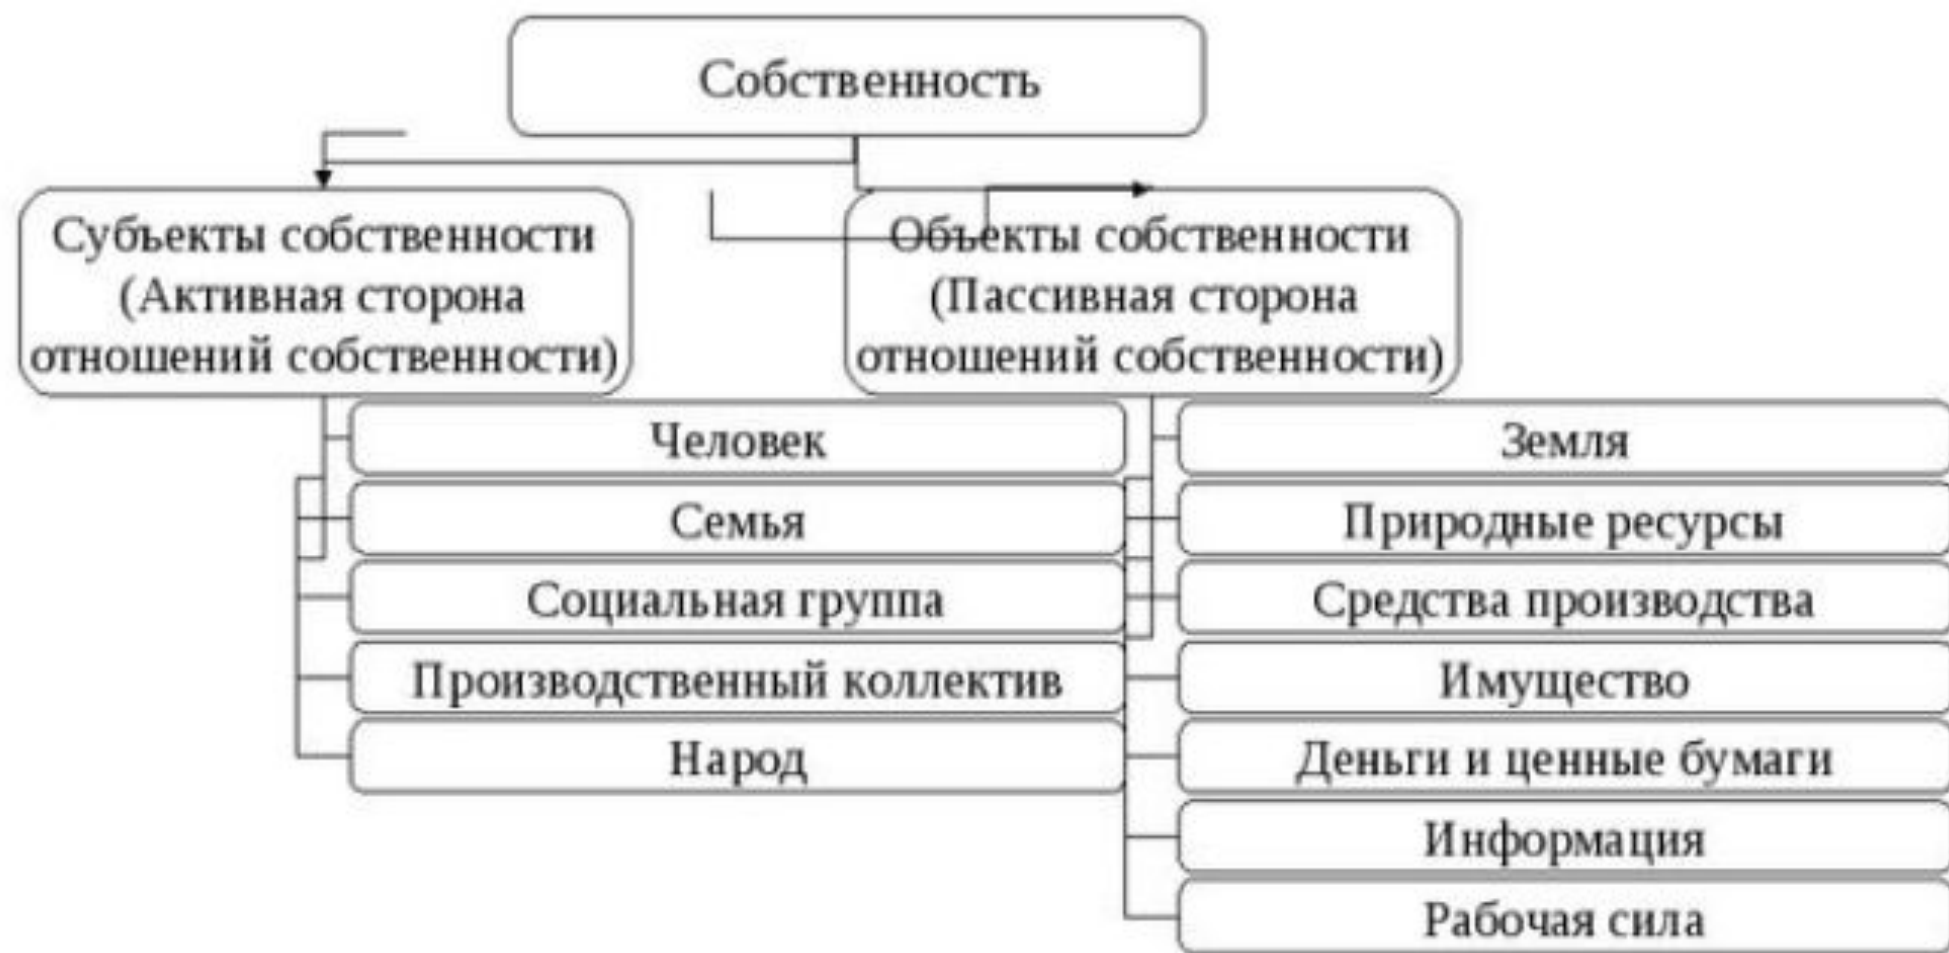 Собственность
Субъекты собственности
(Активная сторона
отношений собственности)
Объекты собственности
(Пассивная сторона
отношений собственности)
Человек
Семья
Социальная группа
Производственный коллектив
Народ
Земля
Природные ресурсы
Средства производства
Имущество
Деньги и ценные бумаги
Информация
Рабочая сила